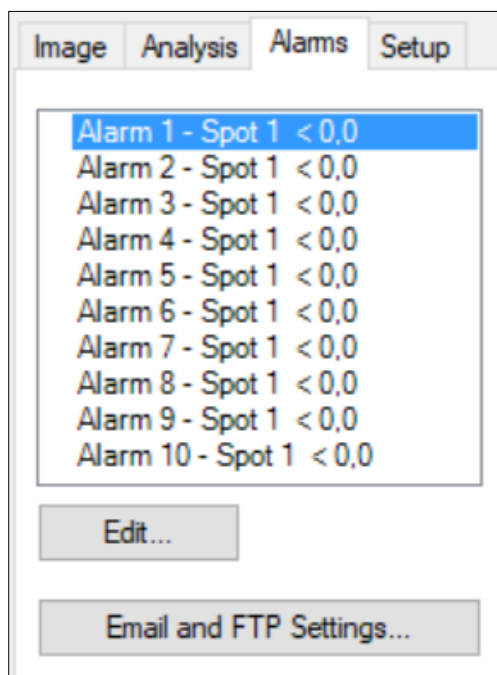 Image Analysis Alarms Setup
Alarm 1 - Spot 1 < 0,0
Alarm 2 - Spot 1 < 0,0
Alarm 3 - Spot 1 < 0,0
Alarm 4 - Spot 1 < 0,0
Alarm 5 - Spot 1 < 0,0
Alarm 6 - Spot 1 < 0,0
Alarm 7 - Spot 1 < 0,0
Alarm 8 - Spot 1 < 0,0
Alarm 9 - Spot 1 < 0,0
Alarm 10 - Spot 1 < 0,0
Edit...
Email and FTP Settings...